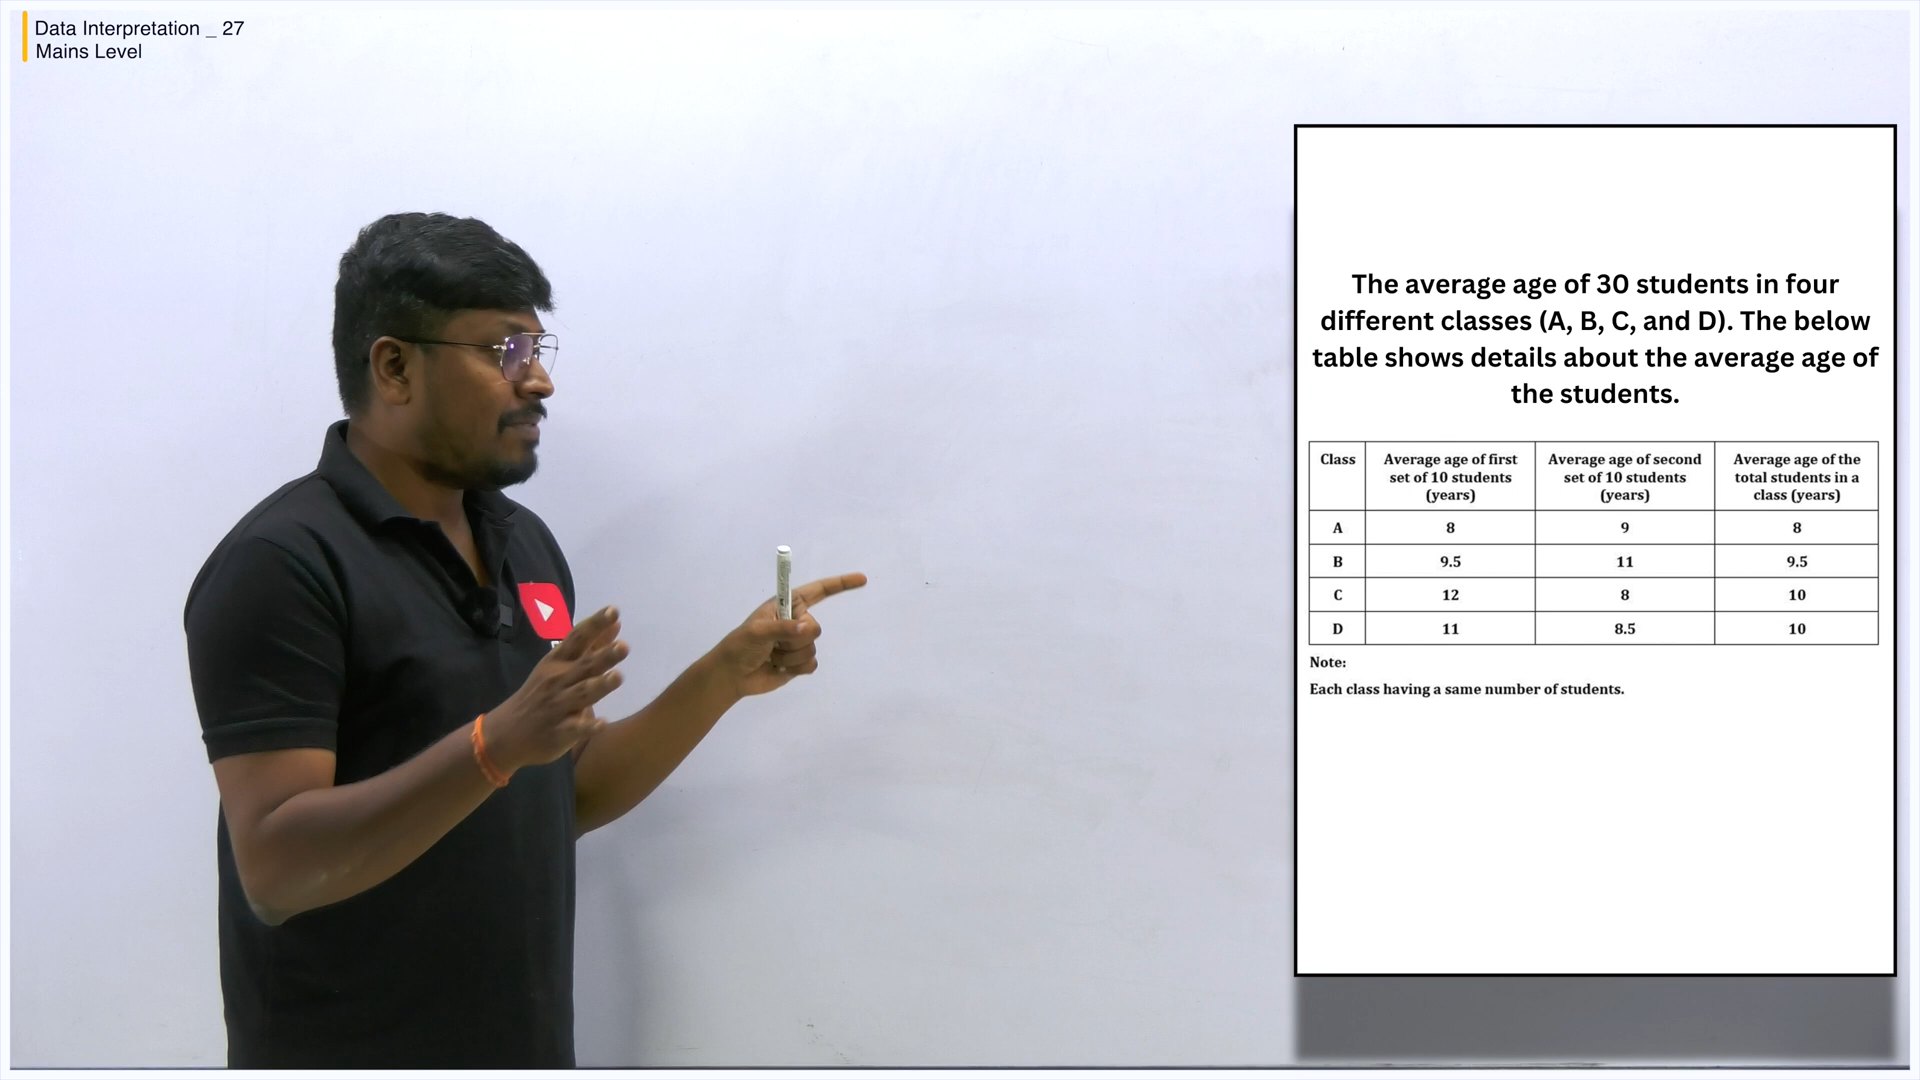 Data Interpretation _ 27
Mains Level
The average age of 30 students in four
different classes (A, B, C, and D). The below
table shows details about the average age of
the students.
Class Average age of first set of 10 students (years) Average age of second set of 10 students (years) Average age of the total students in a class (years)
A 8 9 8
B 9.5 11 9.5
C 12 8 10
D 11 8.5 10
Note:
Each class having a same number of students.